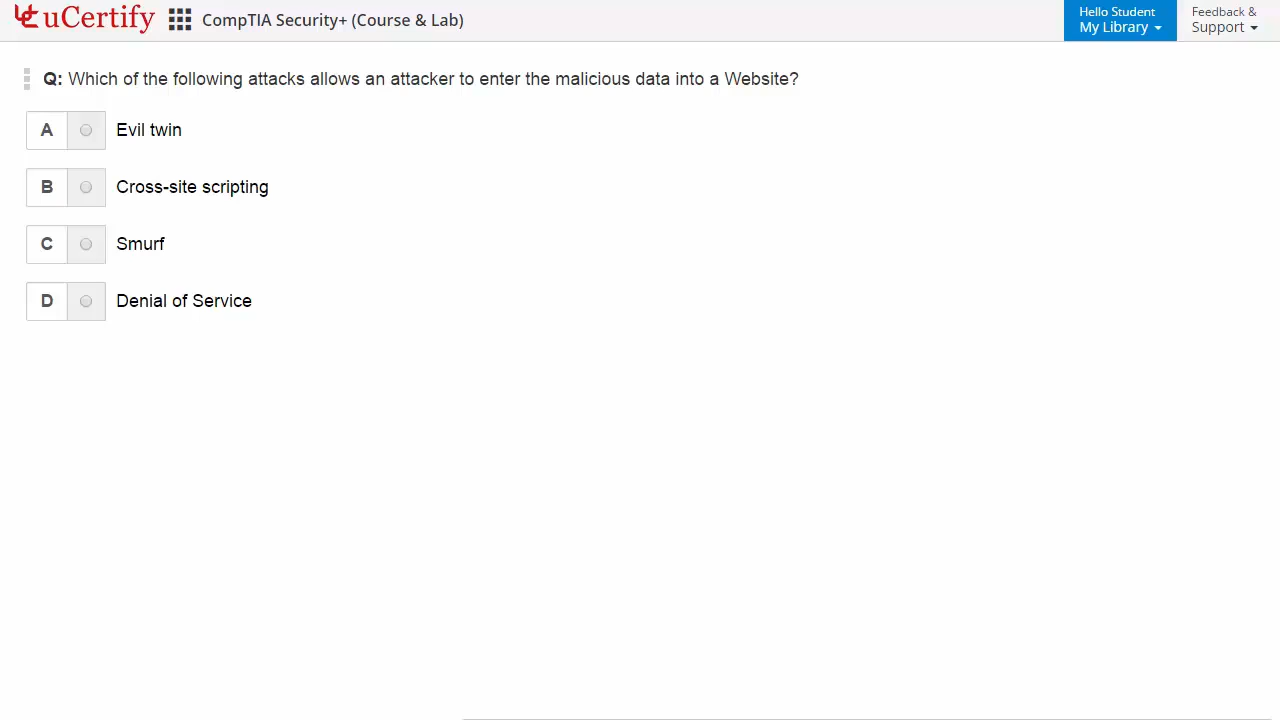 uCertify CompTIA Security+ (Course & Lab)
Hello Student
My Library
Feedback &
Support
Q: Which of the following attacks allows an attacker to enter the malicious data into a Website?
A Evil twin
B Cross-site scripting
C Smurf
D Denial of Service